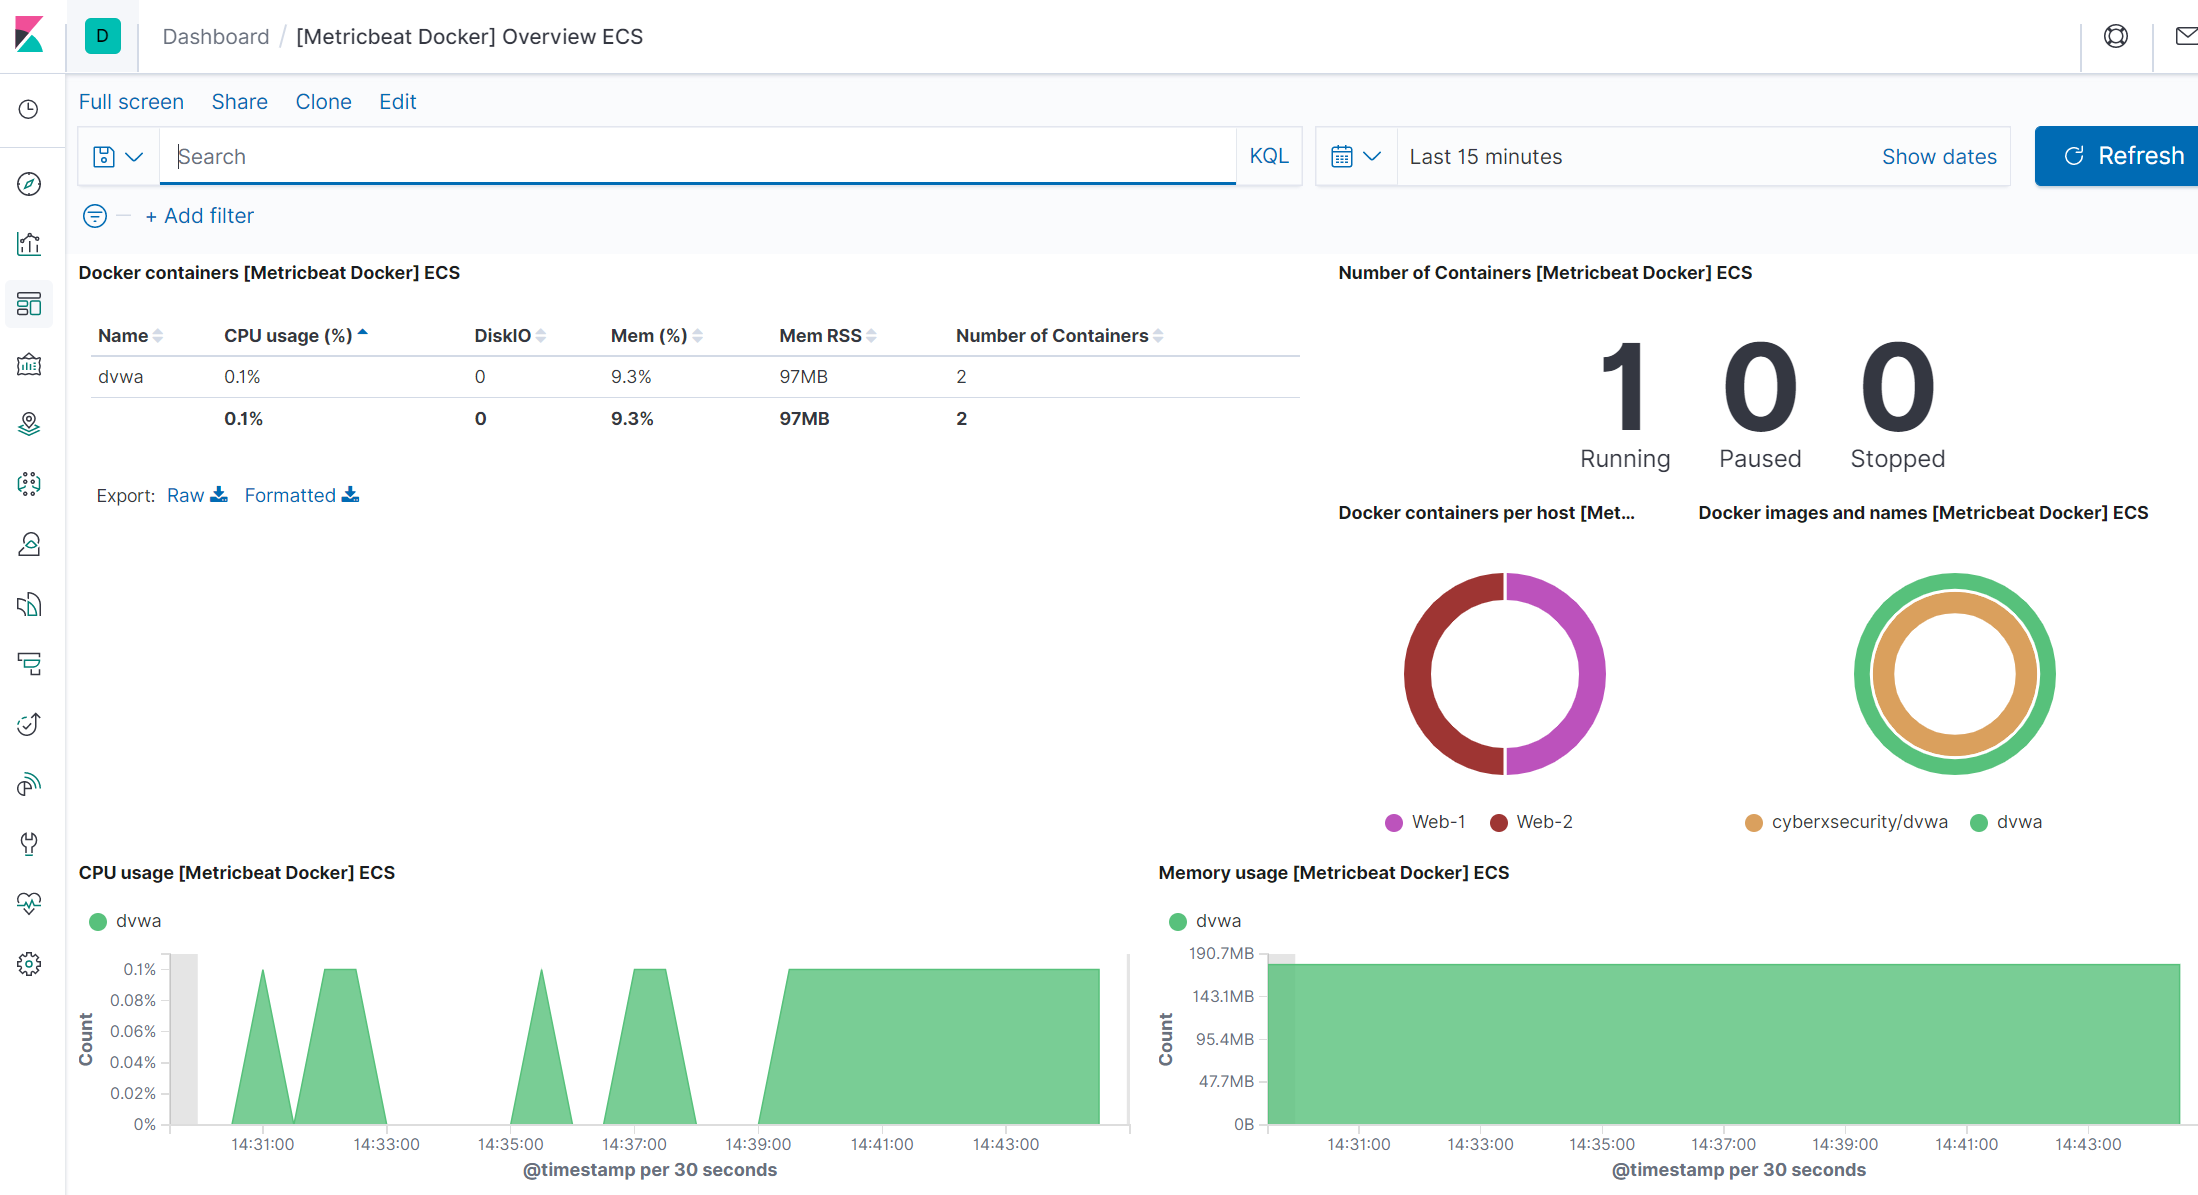 D Dashboard / [Metricbeat Docker] Overview ECS
Full screen Share Clone Edit
Search KQL Last 15 minutes Show dates Refresh
+ Add filter
Docker containers [Metricbeat Docker] ECS
Name CPU usage (%) DiskIO Mem (%) Mem RSS Number of Containers
dvwa 0.1% 0 9.3% 97MB 2
0.1% 0 9.3% 97MB 2
Export: Raw Formatted
Number of Containers [Metricbeat Docker] ECS
1 0 0
Running Paused Stopped
Docker containers per host [Met...
Web-1 Web-2
Docker images and names [Metricbeat Docker] ECS
cyberxsecurity/dvwa dvwa
CPU usage [Metricbeat Docker] ECS
dvwa
0.1%
0.08%
0.06%
0.04%
0.02%
0%
Count
14:31:00 14:33:00 14:35:00 14:37:00 14:39:00 14:41:00 14:43:00
@timestamp per 30 seconds
Memory usage [Metricbeat Docker] ECS
dvwa
190.7MB
143.1MB
95.4MB
47.7MB
0B
Count
14:31:00 14:33:00 14:35:00 14:37:00 14:39:00 14:41:00 14:43:00
@timestamp per 30 seconds